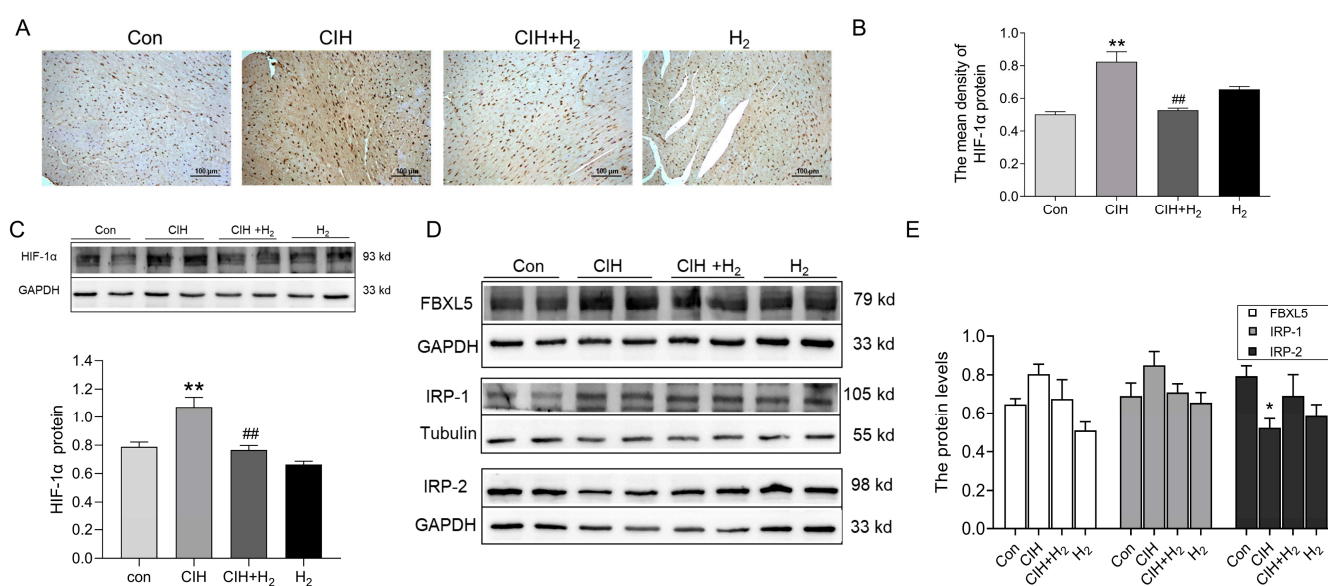 A
Con
CIH
CIH+H₂
H₂
100 μm
100 μm
100 μm
100 μm
B
The mean density of
HIF-1α protein
1.0
0.8
0.6
0.4
0.2
0.0
**
##
Con
CIH
CIH+H₂
H₂
C
Con
CIH
CIH +H₂
H₂
HIF-1α
93 kd
GAPDH
33 kd
HIF-1α protein
1.4
1.2
1.0
0.8
0.6
0.4
0.2
0.0
**
##
con
CIH
CIH+H₂
H₂
D
Con
CIH
CIH +H₂
H₂
FBXL5
79 kd
GAPDH
33 kd
IRP-1
105 kd
Tubulin
55 kd
IRP-2
98 kd
GAPDH
33 kd
E
FBXL5
IRP-1
IRP-2
The protein levels
1.0
0.8
0.6
0.4
0.2
0.0
*
Con
CIH
CIH+H₂
H₂
Con
CIH
CIH+H₂
H₂
Con
CIH
CIH+H₂
H₂